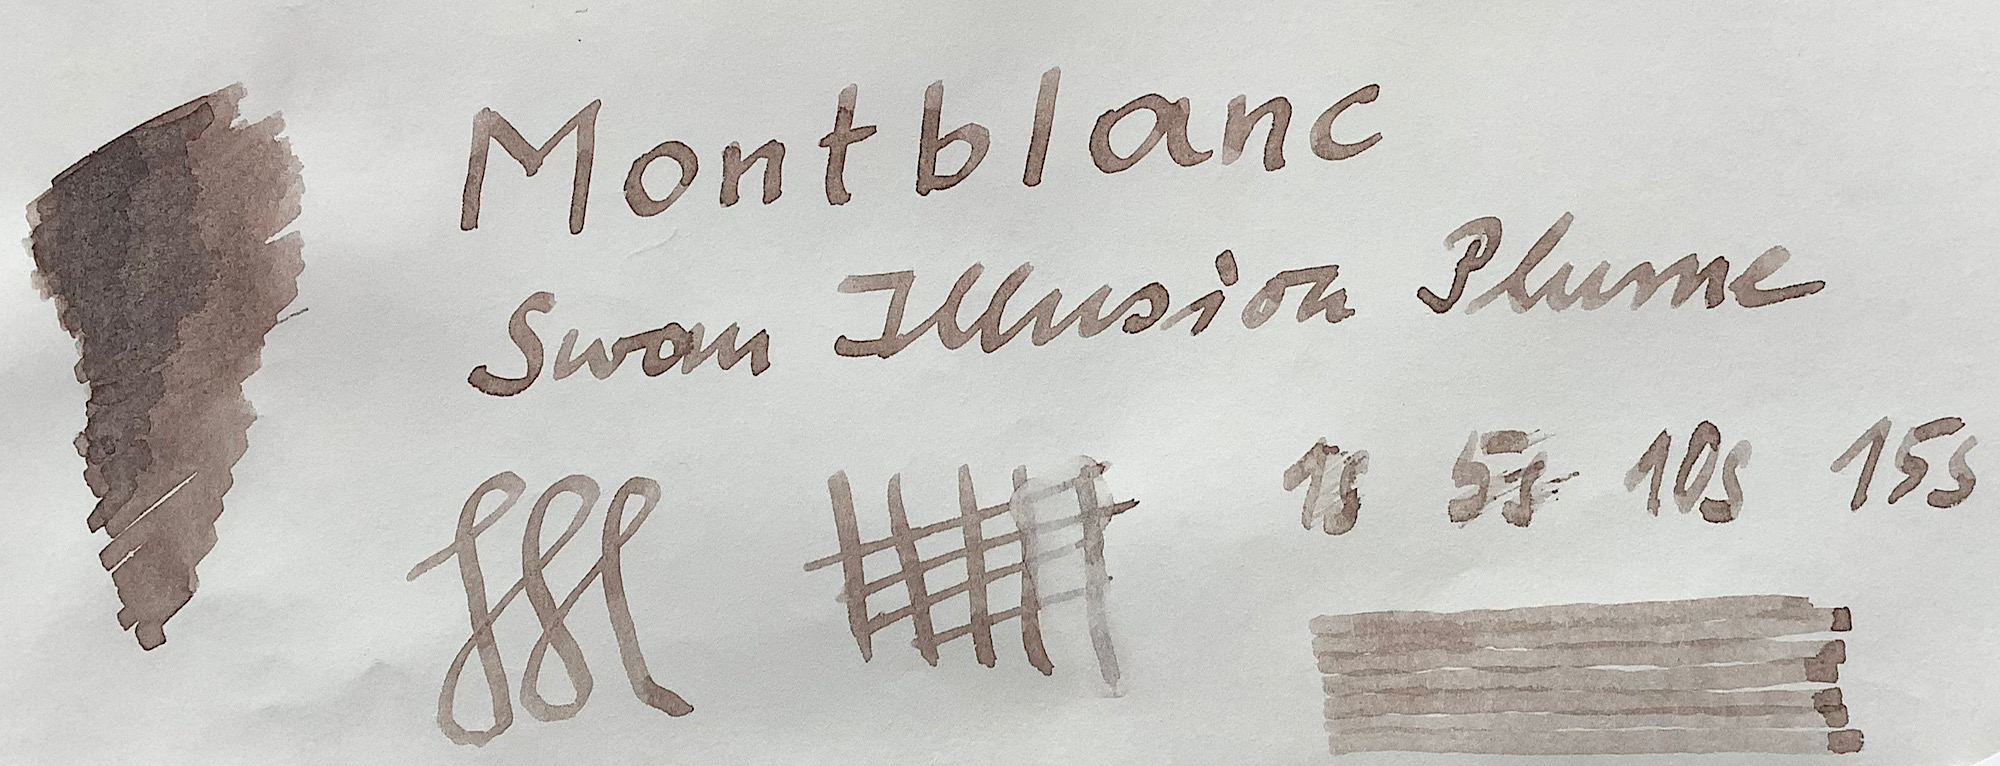 Montblanc
Swan Illusion Plume
1s 5s 10s 15s